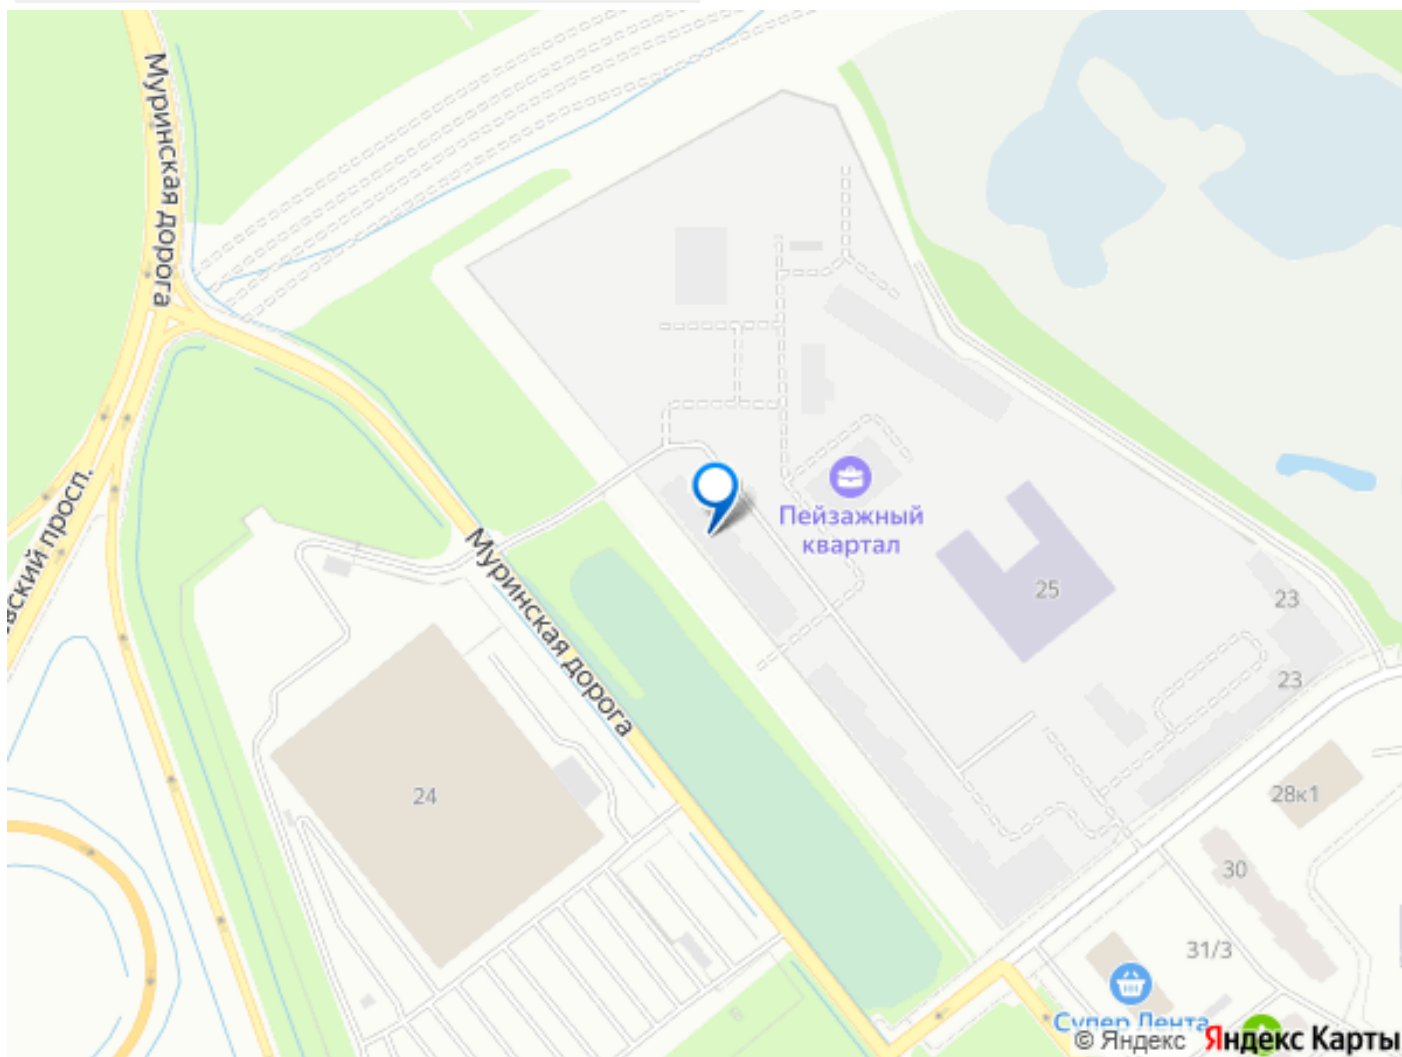 Муринская дорога
вский просп.
Муринская дорога
Пейзажный
квартал
25
23
23
24
28к1
30
31/3
Супер Лента
© Яндекс Яндекс Карты